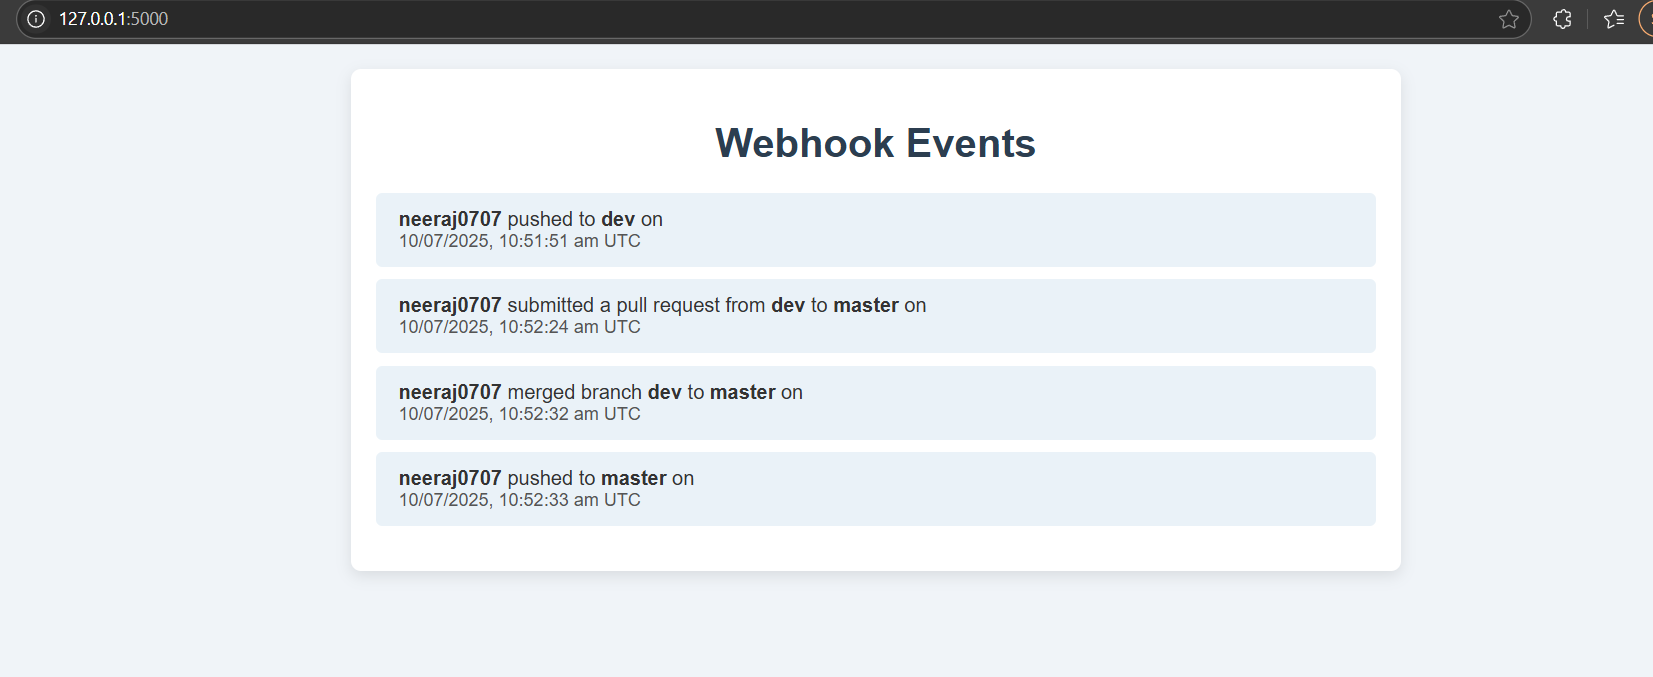 127.0.0.1:5000
Webhook Events
neeraj0707 pushed to dev on
10/07/2025, 10:51:51 am UTC
neeraj0707 submitted a pull request from dev to master on
10/07/2025, 10:52:24 am UTC
neeraj0707 merged branch dev to master on
10/07/2025, 10:52:32 am UTC
neeraj0707 pushed to master on
10/07/2025, 10:52:33 am UTC